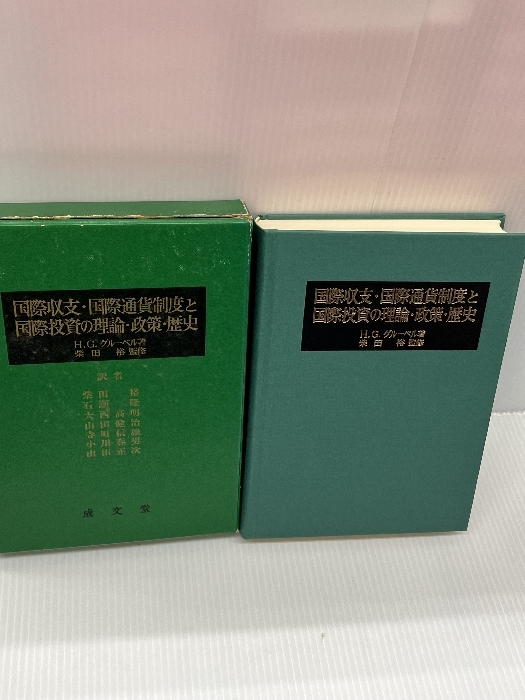 国際収支・国際通貨制度と
国際投資の理論・政策・歴史
H.G.グルーベル著
柴田 裕 監修
訳者
柴田 裕
成文堂
国際収支・国際通貨制度と
国際投資の理論・政策・歴史
H.G.グルーベル著
柴田 裕 監修